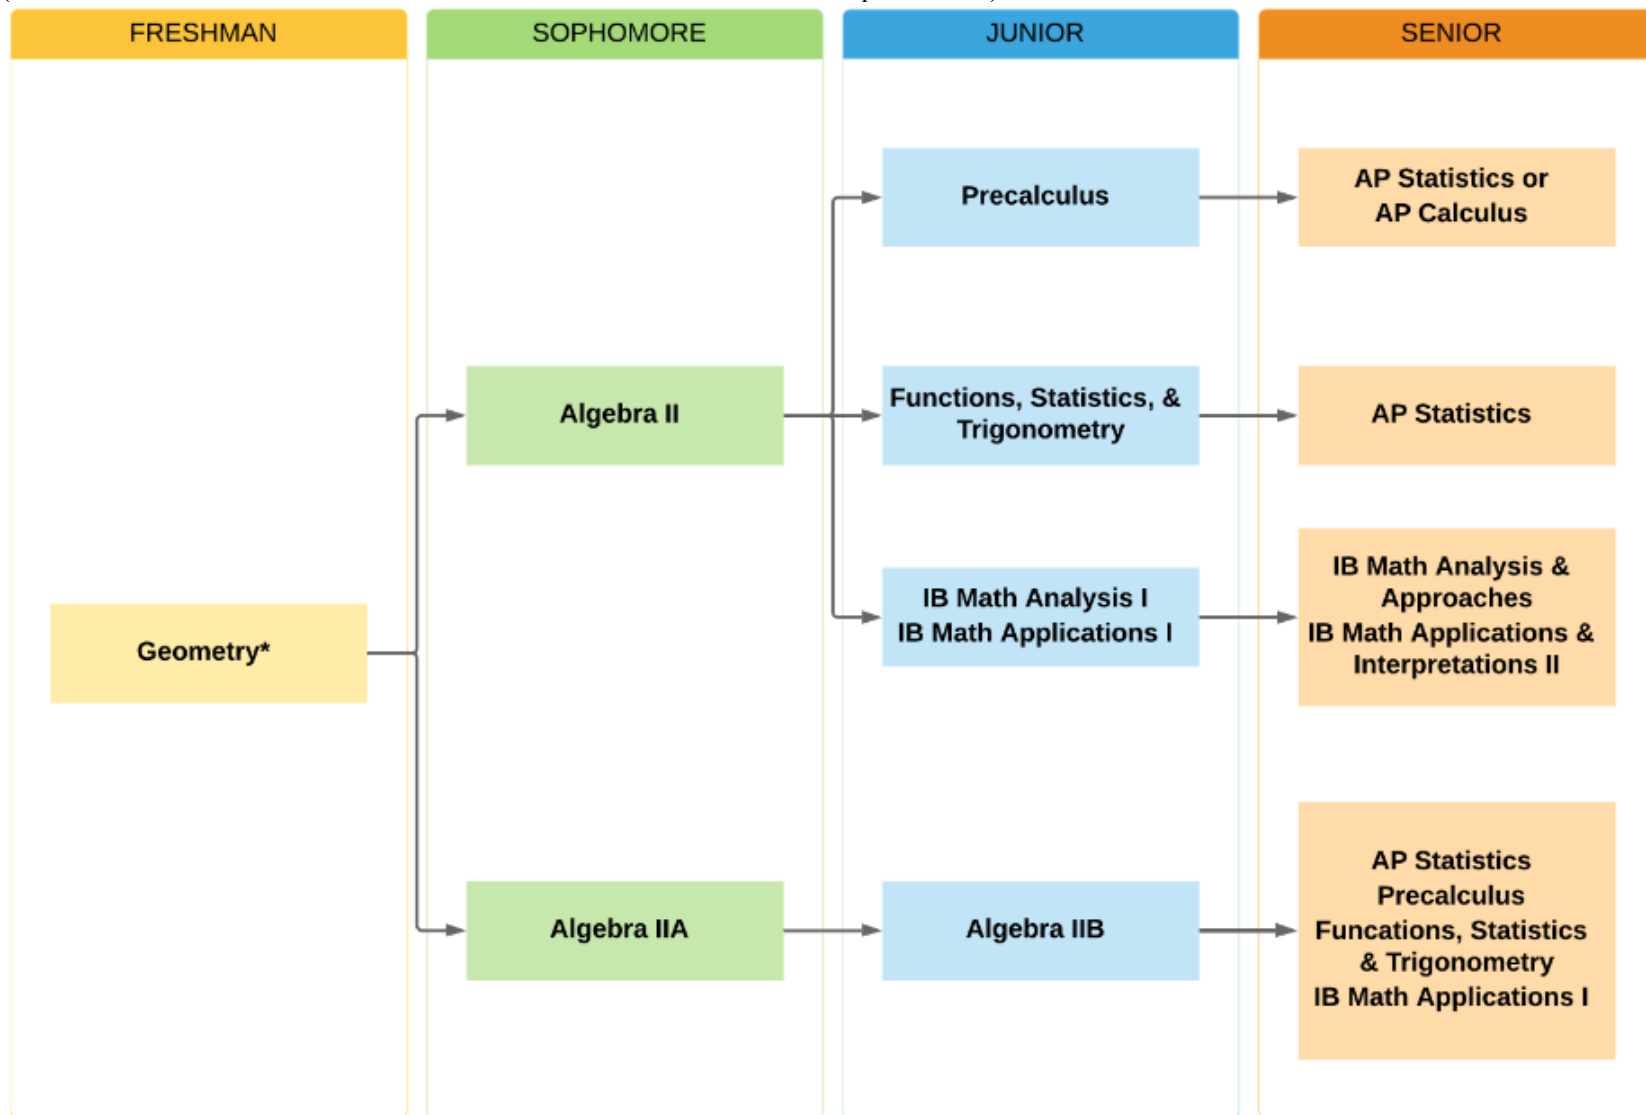 FRESHMAN
SOPHOMORE
JUNIOR
SENIOR
Precalculus
AP Statistics or
AP Calculus
Algebra II
Functions, Statistics, &
Trigonometry
AP Statistics
IB Math Analysis I
IB Math Applications I
IB Math Analysis &
Approaches
IB Math Applications &
Interpretations II
Geometry*
Algebra IIA
Algebra IIB
AP Statistics
Precalculus
Funcations, Statistics
& Trigonometry
IB Math Applications I